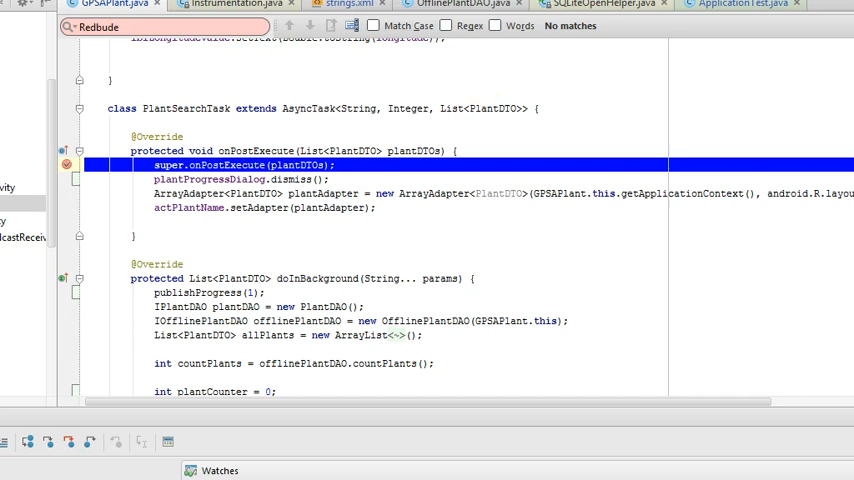 GPSAPlant.java Instrumentation.java strings.xml OfflinePlantDAO.java SQLiteOpenHelper.java ApplicationTest.java
Redbude Match Case Regex Words No matches
}
class PlantSearchTask extends AsyncTask<String, Integer, List<PlantDTO>> {
@Override
protected void onPostExecute(List<PlantDTO> plantDTOs) {
super.onPostExecute(plantDTOs);
plantProgressDialog.dismiss();
ArrayAdapter<PlantDTO> plantAdapter = new ArrayAdapter<PlantDTO>(GPSAPlant.this.getApplicationContext(), android.R.layou
actPlantName.setAdapter(plantAdapter);
}
@Override
protected List<PlantDTO> doInBackground(String... params) {
publishProgress(1);
IPlantDAO plantDAO = new PlantDAO();
IOfflinePlantDAO offlinePlantDAO = new OfflinePlantDAO(GPSAPlant.this);
List<PlantDTO> allPlants = new ArrayList<~>();
int countPlants = offlinePlantDAO.countPlants();
int plantCounter = 0;
ivity
ty
dcastReceiv
Watches